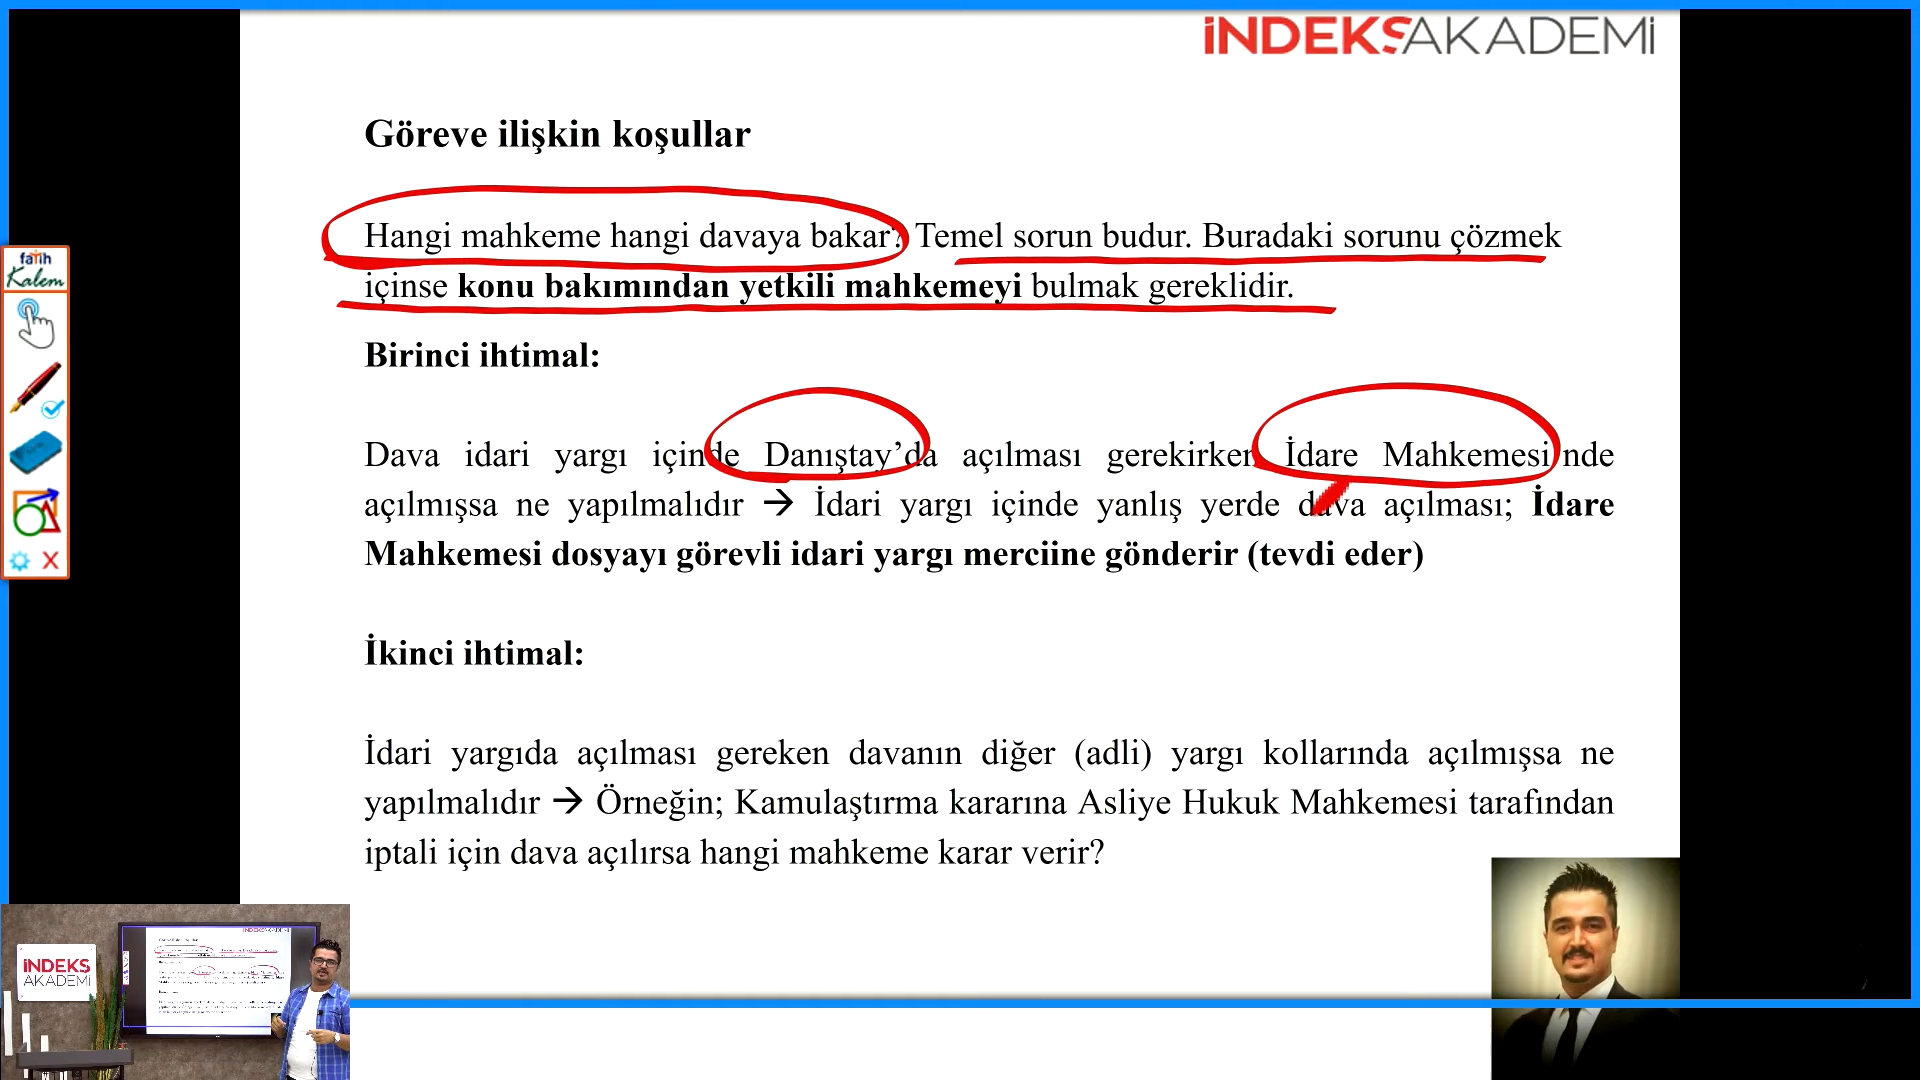 İNDEKSAKADEMİ
Göreve ilişkin koşullar
Hangi mahkeme hangi davaya bakar? Temel sorun budur. Buradaki sorunu çözmek
içinse konu bakımından yetkili mahkemeyi bulmak gereklidir.
fatih
Kalem
Birinci ihtimal:
Dava idari yargı içinde Danıştay’da açılması gerekirken İdare Mahkemesi'nde
açılmışsa ne yapılmalıdır → İdari yargı içinde yanlış yerde dava açılması; İdare
Mahkemesi dosyayı görevli idari yargı merciine gönderir (tevdi eder)
İkinci ihtimal:
İdari yargıda açılması gereken davanın diğer (adli) yargı kollarında açılmışsa ne
yapılmalıdır → Örneğin; Kamulaştırma kararına Asliye Hukuk Mahkemesi tarafından
iptali için dava açılırsa hangi mahkeme karar verir?
İNDEKS
AKADEMİ